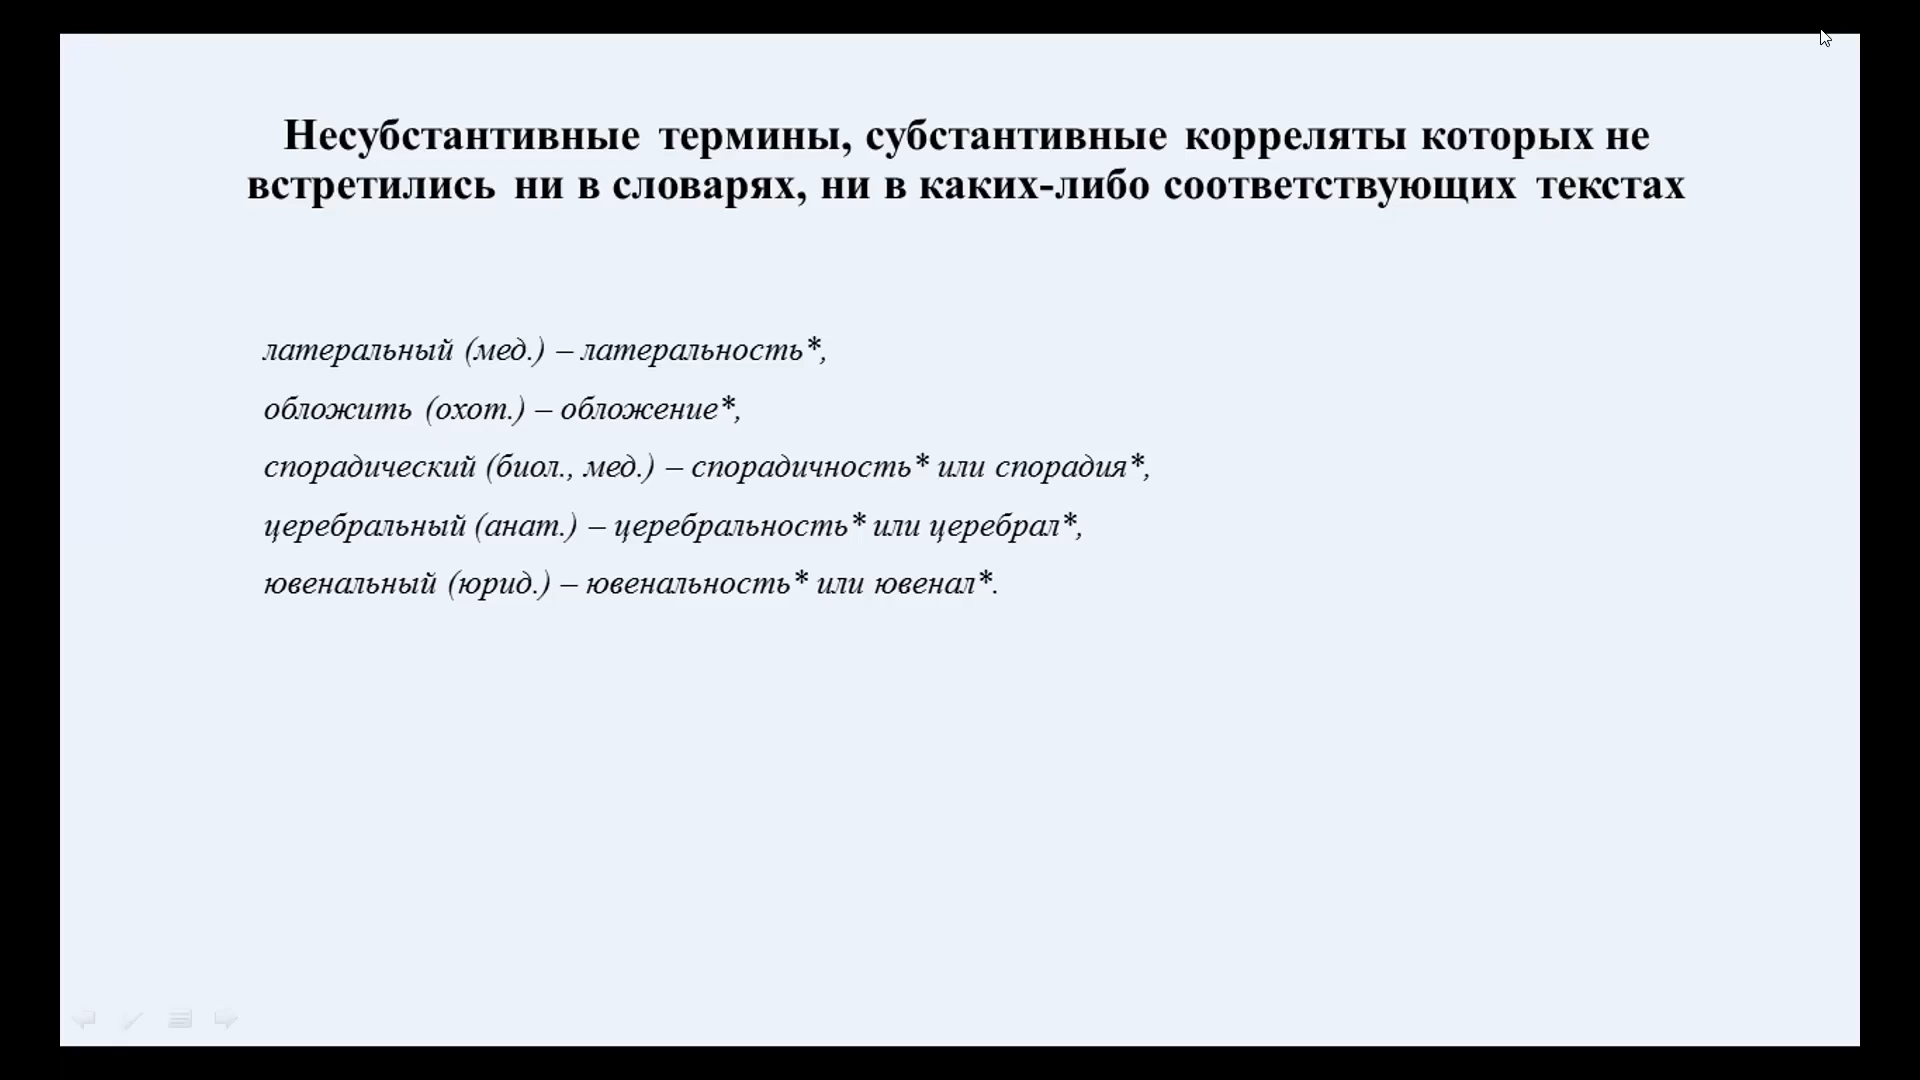 Несубстантивные термины, субстантивные корреляты которых не
встретились ни в словарях, ни в каких-либо соответствующих текстах
латеральный (мед.) – латеральность*,
обложить (охот.) – обложение*,
спорадический (биол., мед.) – спорадичность* или спорадия*,
церебральный (анат.) – церебральность* или церебрал*,
ювенальный (юрид.) – ювенальность* или ювенал*.